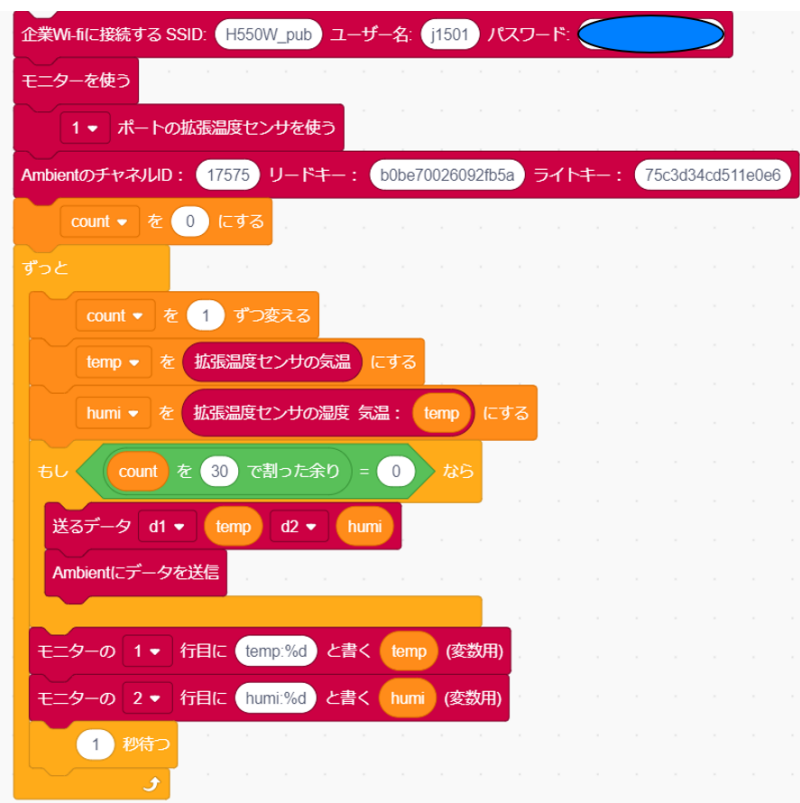 企業Wi-fiに接続する SSID: H550W_pub ユーザー名: j1501 パスワード:
モニターを使う
1 ポートの拡張温度センサを使う
AmbientのチャネルID： 17575 リードキー： b0be70026092fb5a ライトキー： 75c3d34cd511e0e6
count を 0 にする
ずっと
count を 1 ずつ変える
temp を 拡張温度センサの気温 にする
humi を 拡張温度センサの湿度 気温： temp にする
もし count を 30 で割った余り = 0 なら
送るデータ d1 temp d2 humi
Ambientにデータを送信
モニターの 1 行目に temp:%d と書く temp (変数用)
モニターの 2 行目に humi:%d と書く humi (変数用)
1 秒待つ